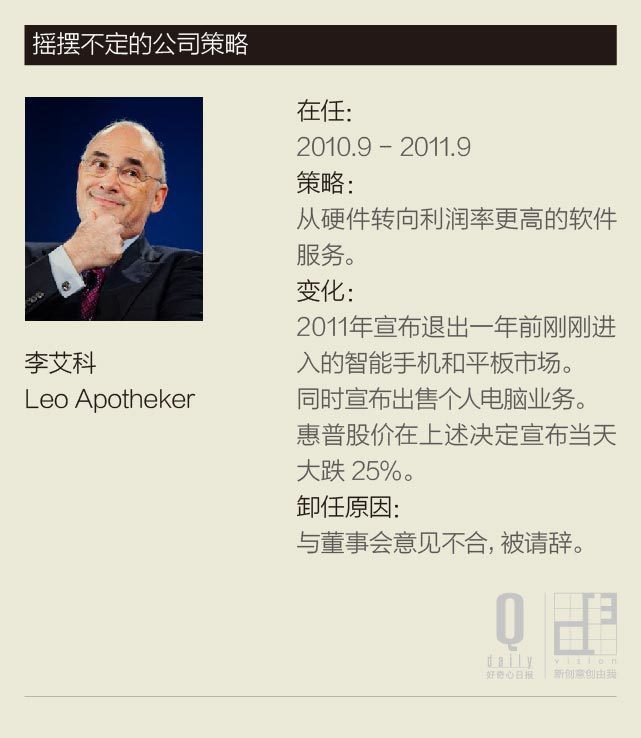 摇摆不定的公司策略
李艾科
Leo Apotheker
在任：
2010.9 - 2011.9
策略：
从硬件转向利润率更高的软件
服务。
变化：
2011年宣布退出一年前刚刚进
入的智能手机和平板市场。
同时宣布出售个人电脑业务。
惠普股价在上述决定宣布当天
大跌 25%。
卸任原因：
与董事会意见不合，被请辞。
Q
daily
好奇心日报
vision
新创意创由我